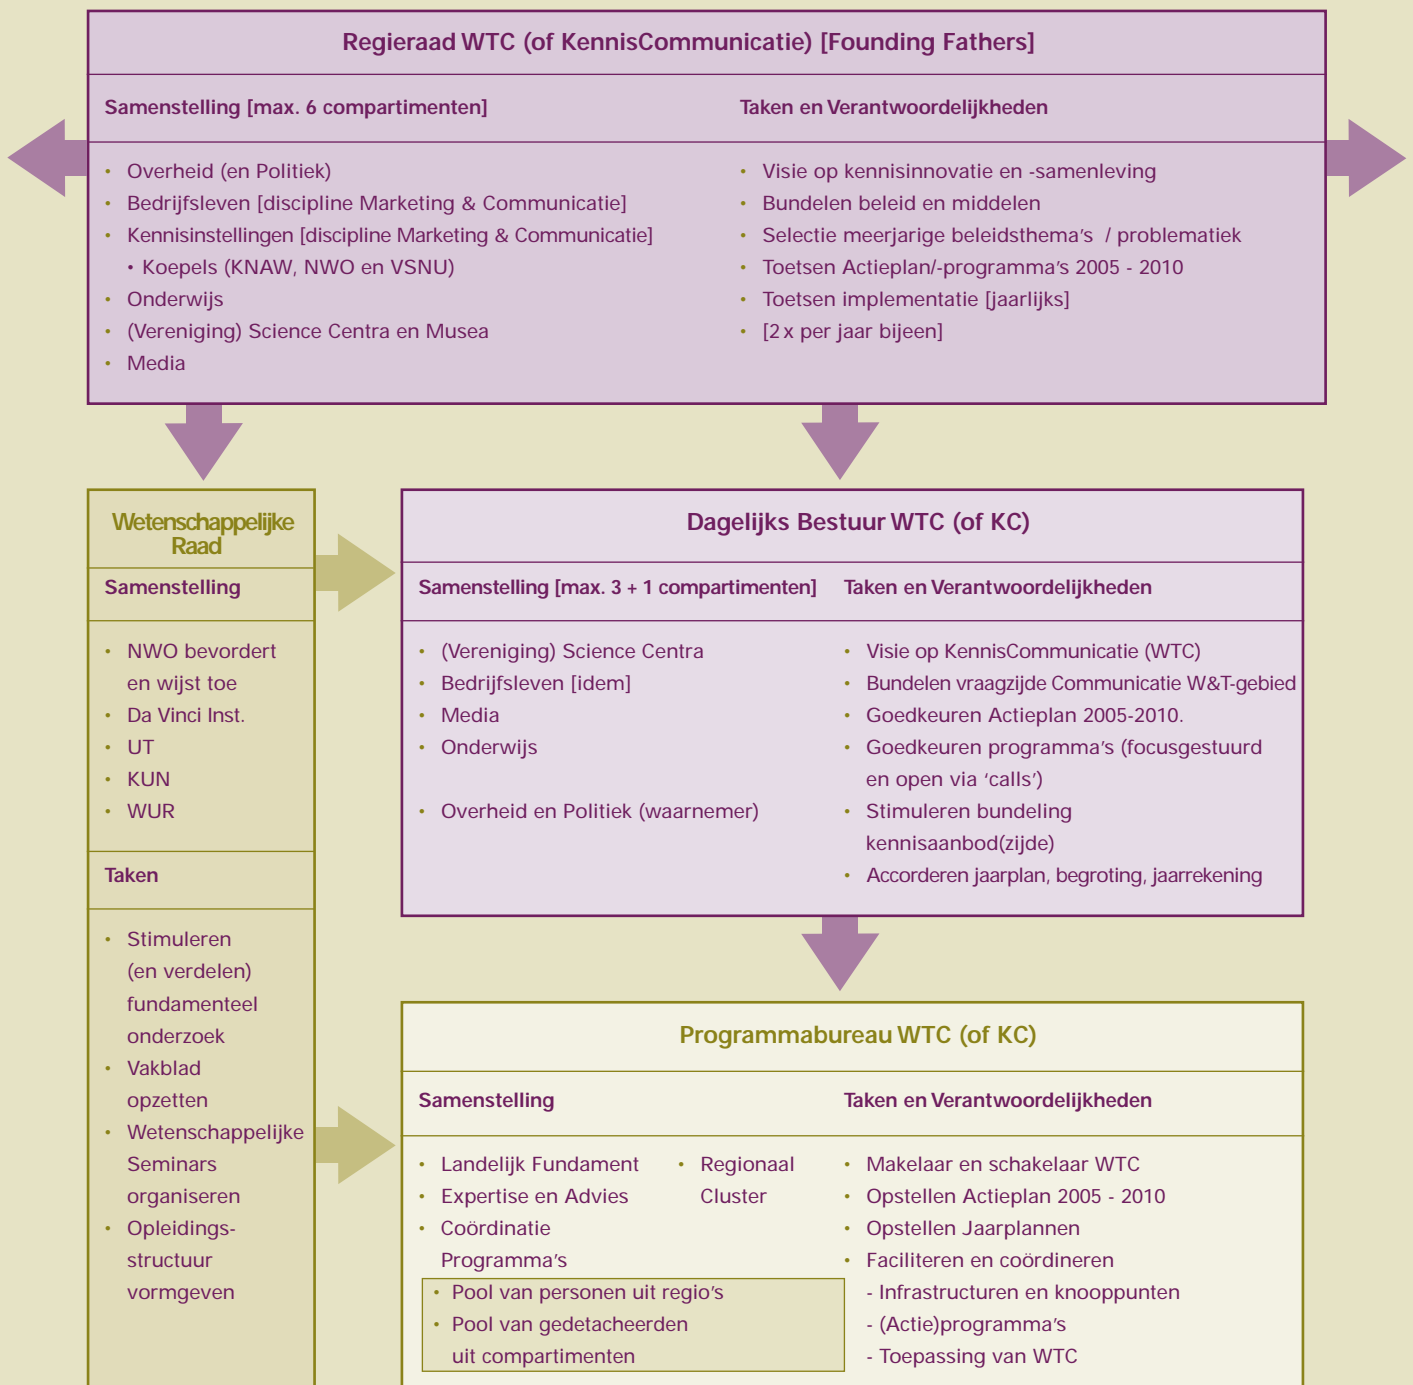 Regieraad WTC (of KennisCommunicatie) [Founding Fathers]
Samenstelling [max. 6 compartimenten]
• Overheid (en Politiek)
• Bedrijfsleven [discipline Marketing & Communicatie]
• Kennisinstellingen [discipline Marketing & Communicatie]
• Koepels (KNAW, NWO en VSNU)
• Onderwijs
• (Vereniging) Science Centra en Musea
• Media
Taken en Verantwoordelijkheden
• Visie op kennisinnovatie en -samenleving
• Bundelen beleid en middelen
• Selectie meerjarige beleidsthema's / problematiek
• Toetsen Actieplan/-programma's 2005 - 2010
• Toetsen implementatie [jaarlijks]
• [2 x per jaar bijeen]
Wetenschappelijke
Raad
Samenstelling
• NWO bevordert
en wijst toe
• Da Vinci Inst.
• UT
• KUN
• WUR
Taken
• Stimuleren
(en verdelen)
fundamenteel
onderzoek
• Vakblad
opzetten
• Wetenschappelijke
Seminars
organiseren
• Opleidings-
structuur
vormgeven
Dagelijks Bestuur WTC (of KC)
Samenstelling [max. 3 + 1 compartimenten]
• (Vereniging) Science Centra
• Bedrijfsleven [idem]
• Media
• Onderwijs
• Overheid en Politiek (waarnemer)
Taken en Verantwoordelijkheden
• Visie op KennisCommunicatie (WTC)
• Bundelen vraagzijde Communicatie W&T-gebied
• Goedkeuren Actieplan 2005-2010.
• Goedkeuren programma's (focusgestuurd
en open via 'calls')
• Stimuleren bundeling
kennisaanbod(zijde)
• Accorderen jaarplan, begroting, jaarrekening
Programmabureau WTC (of KC)
Samenstelling
• Landelijk Fundament
• Expertise en Advies
• Coördinatie
Programma's
• Regionaal
Cluster
• Pool van personen uit regio's
• Pool van gedetacheerden
uit compartimenten
Taken en Verantwoordelijkheden
• Makelaar en schakelaar WTC
• Opstellen Actieplan 2005 - 2010
• Opstellen Jaarplannen
• Faciliteren en coördineren
- Infrastructuren en knooppunten
- (Actie)programma's
- Toepassing van WTC